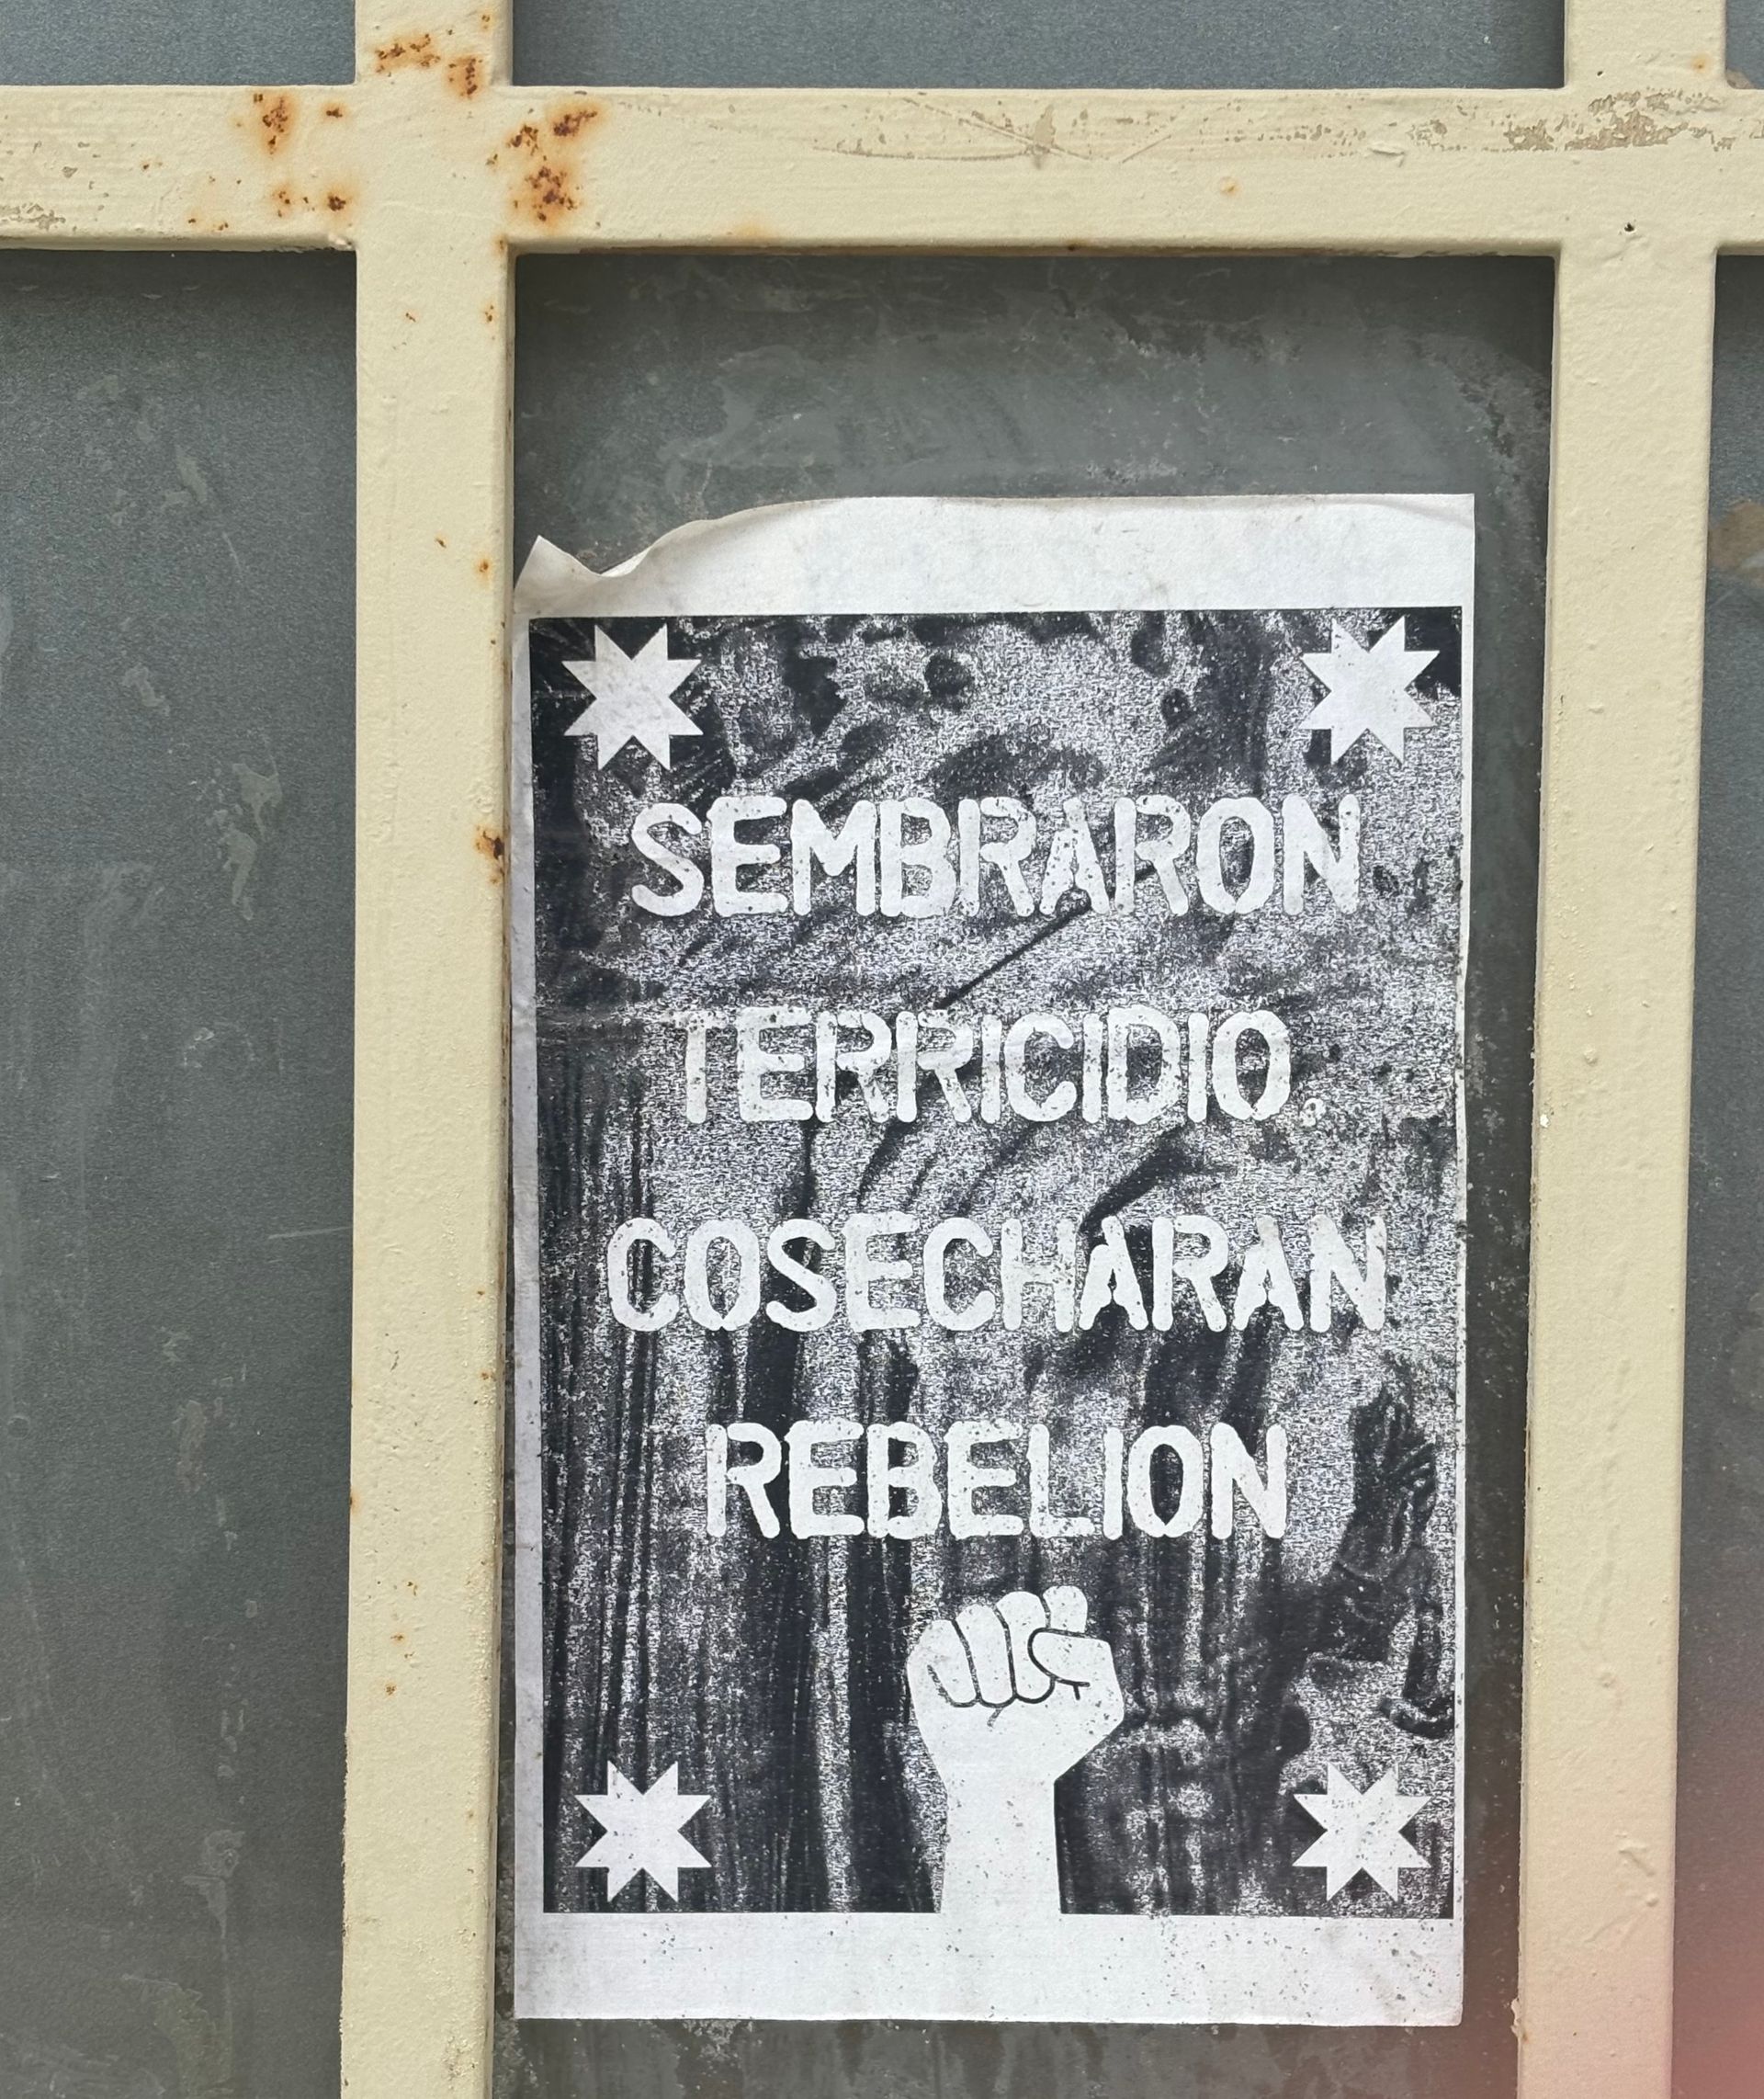 SEMBRARON
TERRICIDIO.
COSECHARAN
REBELION